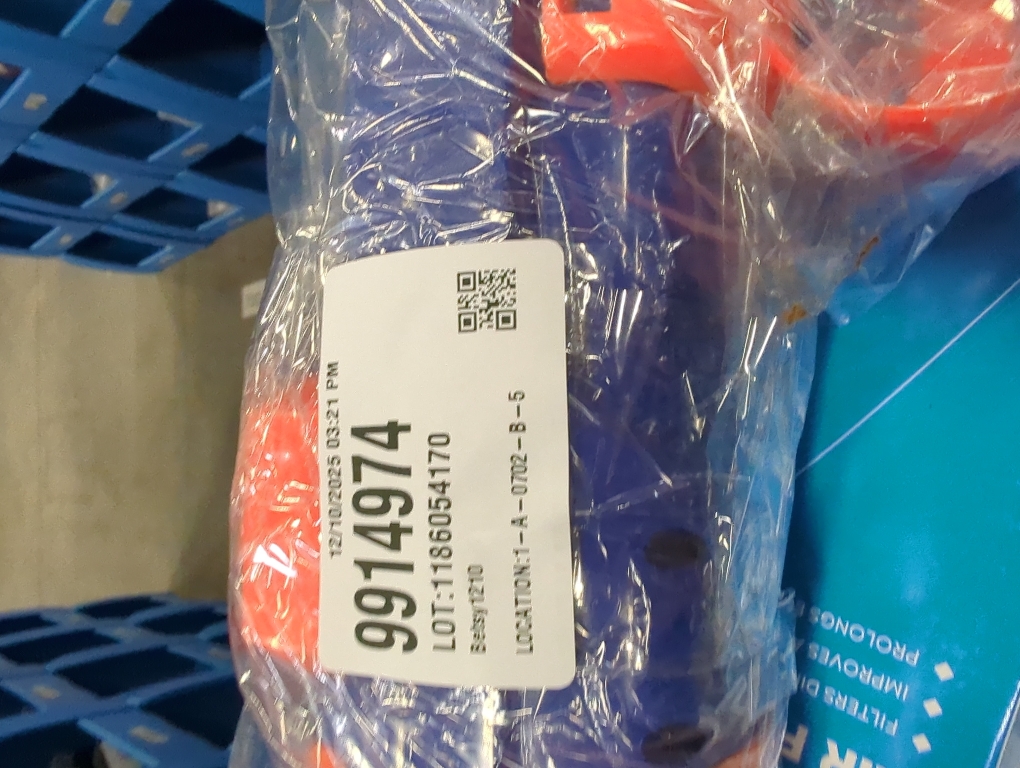 12/10/2025 03:21 PM
9914974
LOT:1186054170
Betsy1210
LOCATION:1-A-0702-B-5
FILTERS
IMPROVES
PROLONGS